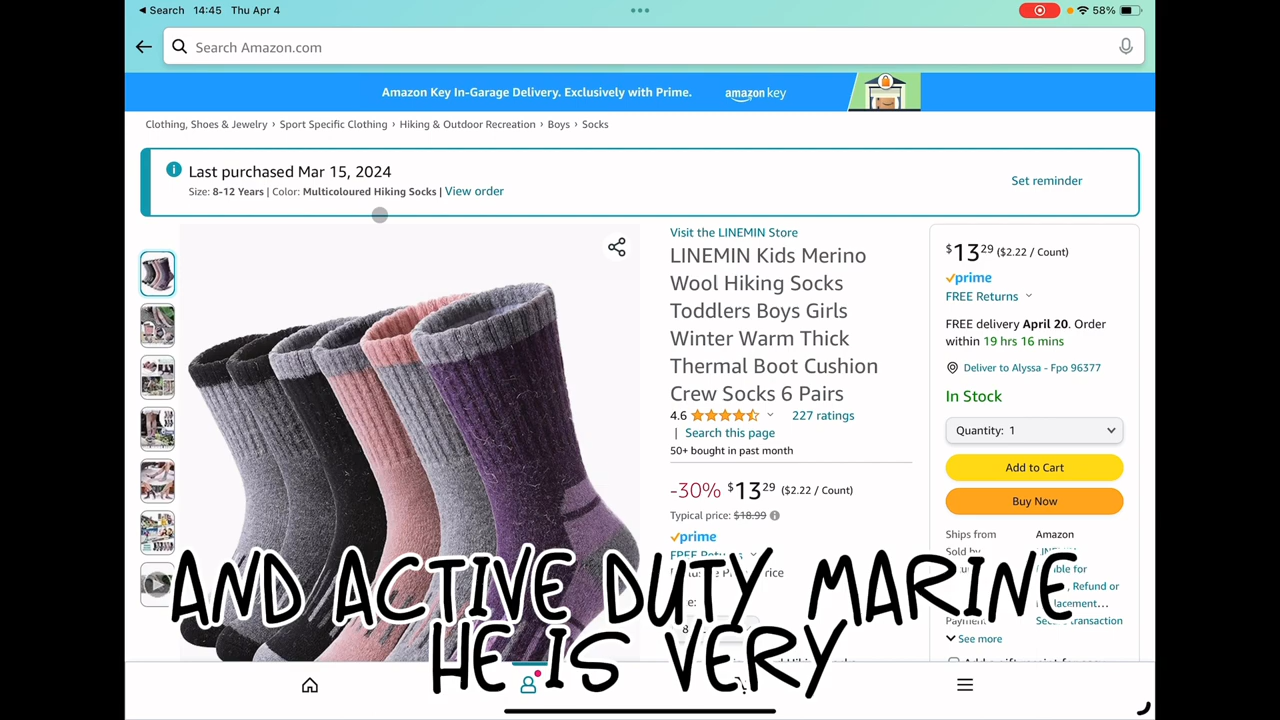 Search 14:45 Thu Apr 4
58%
Search Amazon.com
Amazon Key In-Garage Delivery. Exclusively with Prime. amazon key
Clothing, Shoes & Jewelry › Sport Specific Clothing › Hiking & Outdoor Recreation › Boys › Socks
Last purchased Mar 15, 2024
Size: 8-12 Years | Color: Multicoloured Hiking Socks | View order
Set reminder
Visit the LINEMIN Store
LINEMIN Kids Merino
Wool Hiking Socks
Toddlers Boys Girls
Winter Warm Thick
Thermal Boot Cushion
Crew Socks 6 Pairs
4.6 227 ratings
| Search this page
50+ bought in past month
-30% $13 29 ($2.22 / Count)
Typical price: $18.99
prime
FREE
$13 29 ($2.22 / Count)
prime
FREE Returns
FREE delivery April 20. Order
within 19 hrs 16 mins
Deliver to Alyssa - Fpo 96377
In Stock
Quantity: 1
Add to Cart
Buy Now
Ships from Amazon
Sold by
, Refund or
See more
AND ACTIVE DUTY MARINE
HE IS VERY